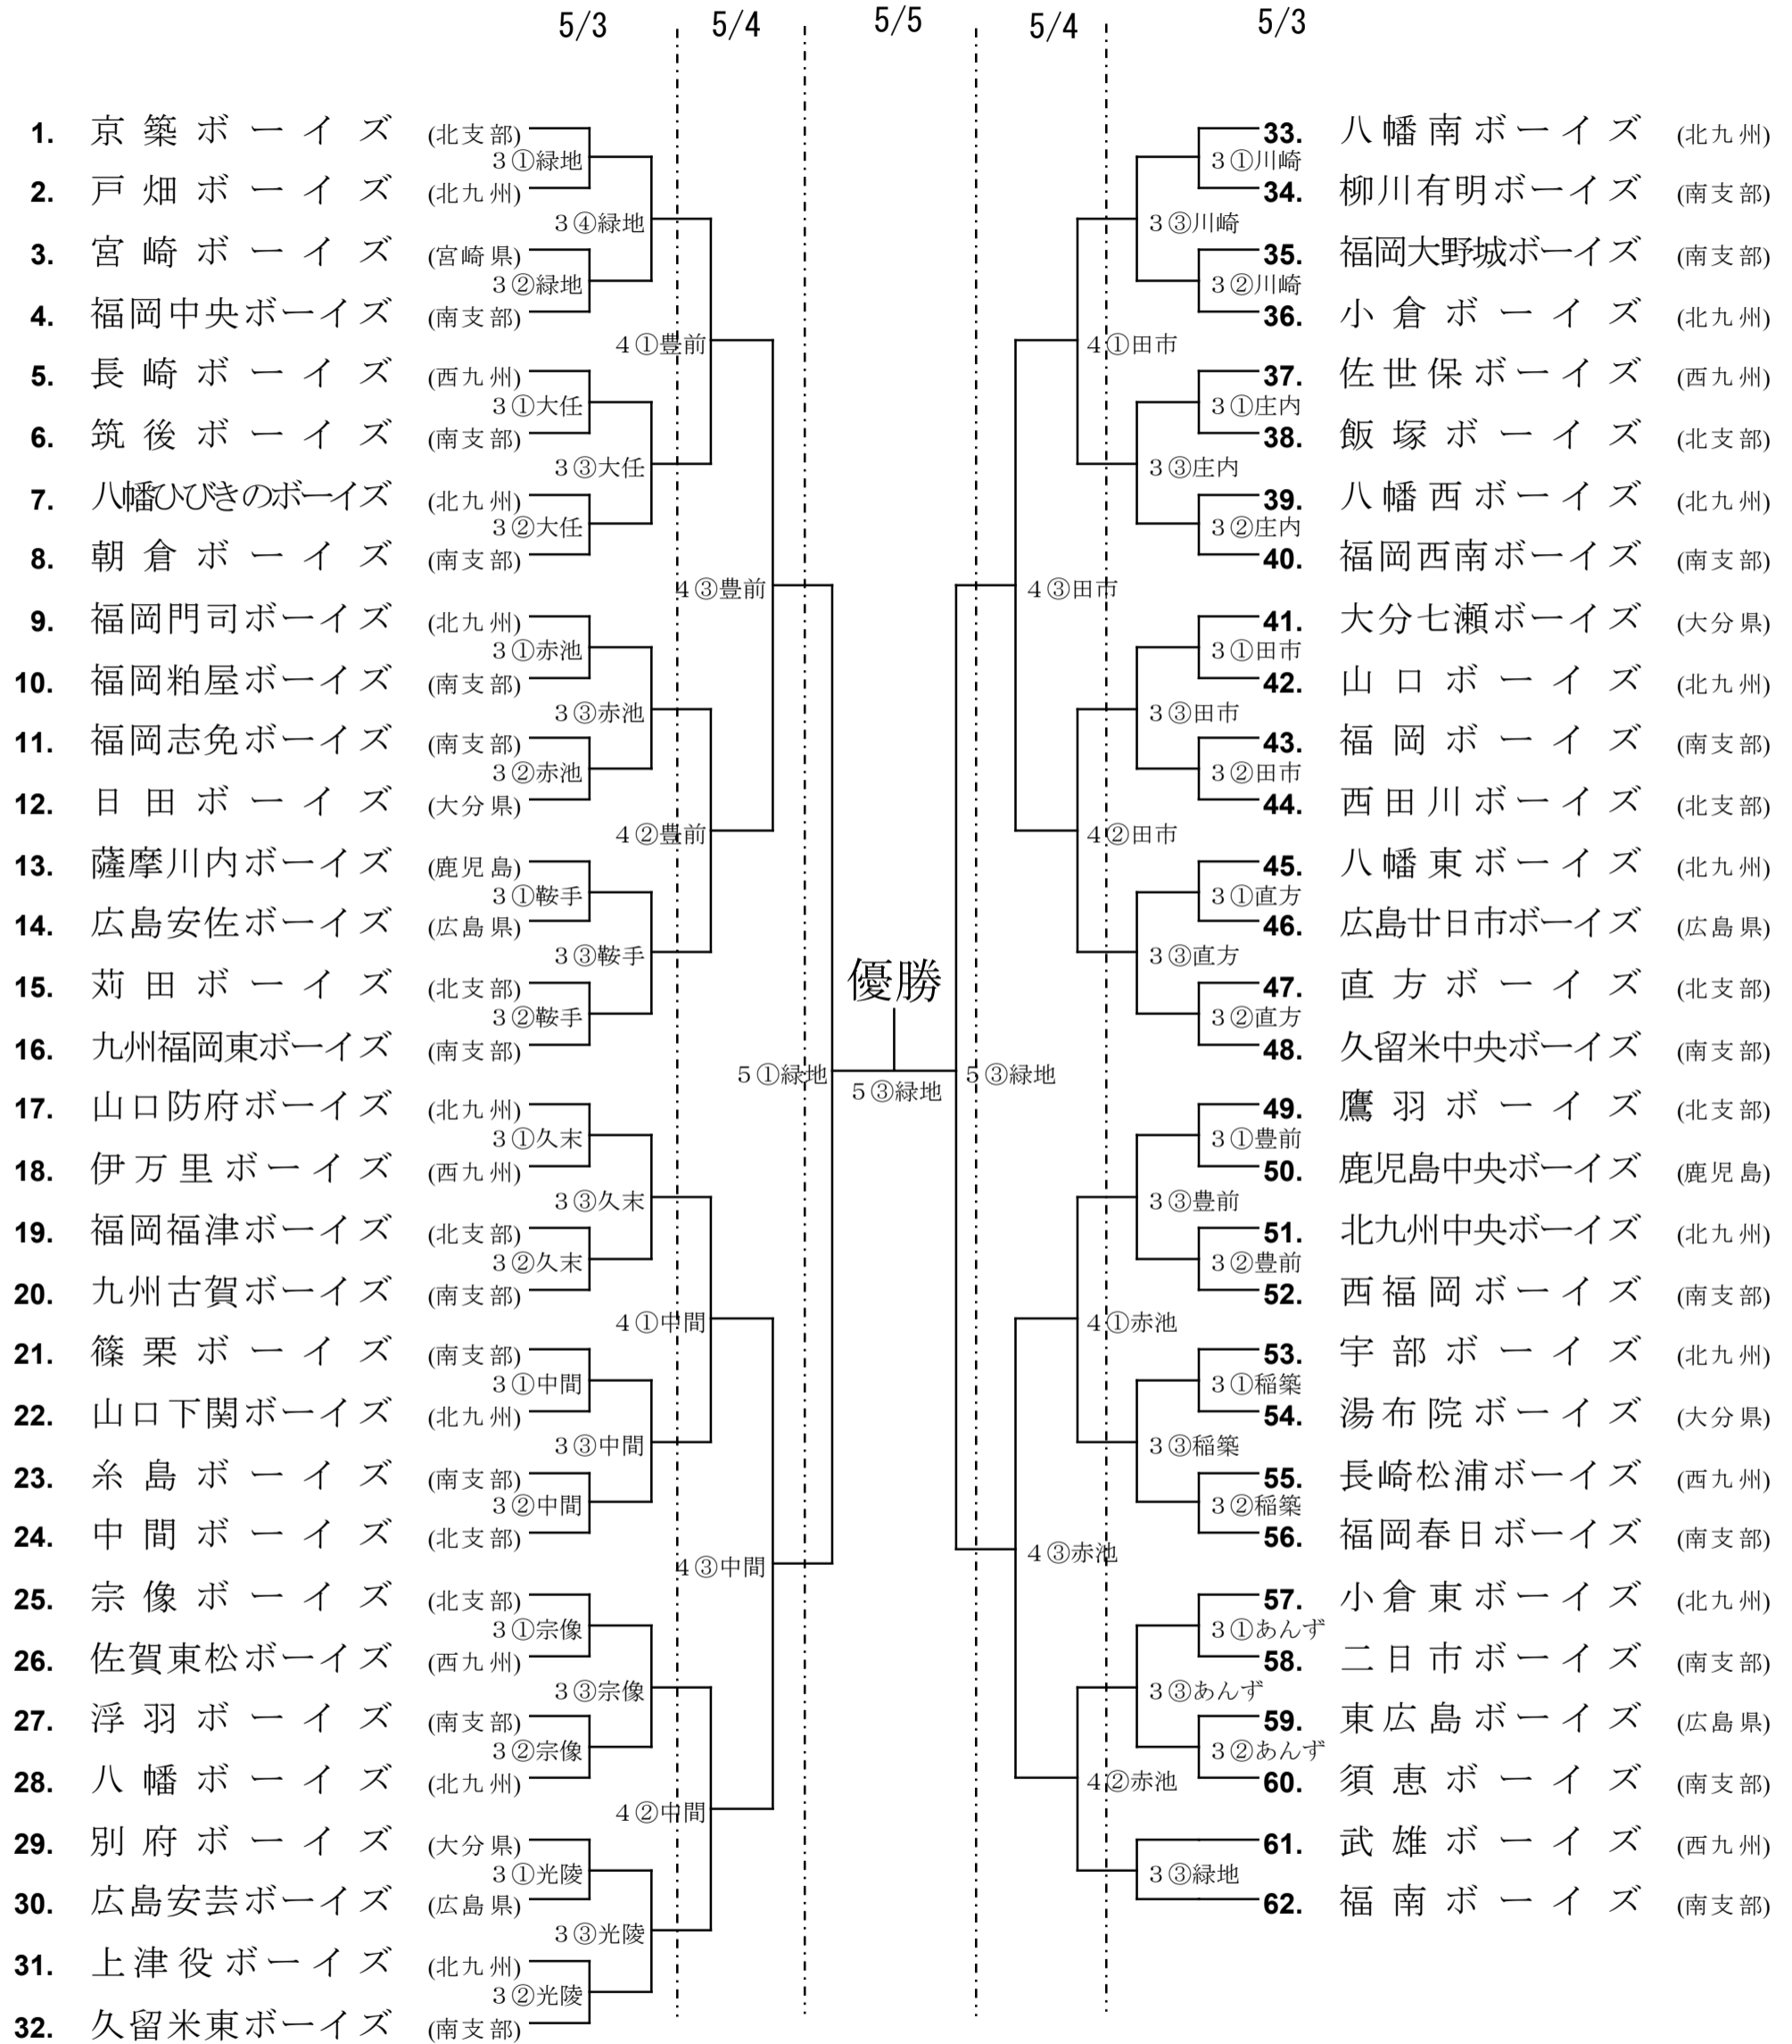 5/3 5/4 5/5 5/4 5/3
1. 京築ボーイズ (北支部)
3①緑地
2. 戸畑ボーイズ (北九州)
3④緑地
3. 宮崎ボーイズ (宮崎県)
3②緑地
4. 福岡中央ボーイズ (南支部)
4①豊前
5. 長崎ボーイズ (西九州)
3①大任
6. 筑後ボーイズ (南支部)
3③大任
7. 八幡ひびきのボーイズ (北九州)
3②大任
8. 朝倉ボーイズ (南支部)
4③豊前
9. 福岡門司ボーイズ (北九州)
3①赤池
10. 福岡粕屋ボーイズ (南支部)
3③赤池
11. 福岡志免ボーイズ (南支部)
3②赤池
12. 日田ボーイズ (大分県)
4②豊前
13. 薩摩川内ボーイズ (鹿児島)
3①鞍手
14. 広島安佐ボーイズ (広島県)
3③鞍手
15. 苅田ボーイズ (北支部)
3②鞍手
16. 九州福岡東ボーイズ (南支部)
5①緑地
17. 山口防府ボーイズ (北九州)
3①久末
18. 伊万里ボーイズ (西九州)
3③久末
19. 福岡福津ボーイズ (北支部)
3②久末
20. 九州古賀ボーイズ (南支部)
4①中間
21. 篠栗ボーイズ (南支部)
3①中間
22. 山口下関ボーイズ (北九州)
3③中間
23. 糸島ボーイズ (南支部)
3②中間
24. 中間ボーイズ (北支部)
4③中間
25. 宗像ボーイズ (北支部)
3①宗像
26. 佐賀東松ボーイズ (西九州)
3③宗像
27. 浮羽ボーイズ (南支部)
3②宗像
28. 八幡ボーイズ (北九州)
4②中間
29. 別府ボーイズ (大分県)
3①光陵
30. 広島安芸ボーイズ (広島県)
3③光陵
31. 上津役ボーイズ (北九州)
3②光陵
32. 久留米東ボーイズ (南支部)
優勝
5③緑地
33. 八幡南ボーイズ (北九州)
3①川崎
34. 柳川有明ボーイズ (南支部)
3③川崎
35. 福岡大野城ボーイズ (南支部)
3②川崎
36. 小倉ボーイズ (北九州)
4①田市
37. 佐世保ボーイズ (西九州)
3①庄内
38. 飯塚ボーイズ (北支部)
3③庄内
39. 八幡西ボーイズ (北九州)
3②庄内
40. 福岡西南ボーイズ (南支部)
4③田市
41. 大分七瀬ボーイズ (大分県)
3①田市
42. 山口ボーイズ (北九州)
3③田市
43. 福岡ボーイズ (南支部)
3②田市
44. 西田川ボーイズ (北支部)
4②田市
45. 八幡東ボーイズ (北九州)
3①直方
46. 広島廿日市ボーイズ (広島県)
3③直方
47. 直方ボーイズ (北支部)
3②直方
48. 久留米中央ボーイズ (南支部)
5③緑地
49. 鷹羽ボーイズ (北支部)
3①豊前
50. 鹿児島中央ボーイズ (鹿児島)
3③豊前
51. 北九州中央ボーイズ (北九州)
3②豊前
52. 西福岡ボーイズ (南支部)
4①赤池
53. 宇部ボーイズ (北九州)
3①稲築
54. 湯布院ボーイズ (大分県)
3③稲築
55. 長崎松浦ボーイズ (西九州)
3②稲築
56. 福岡春日ボーイズ (南支部)
4③赤池
57. 小倉東ボーイズ (北九州)
3①あんず
58. 二日市ボーイズ (南支部)
3③あんず
59. 東広島ボーイズ (広島県)
3②あんず
60. 須恵ボーイズ (南支部)
4②赤池
61. 武雄ボーイズ (西九州)
3③緑地
62. 福南ボーイズ (南支部)